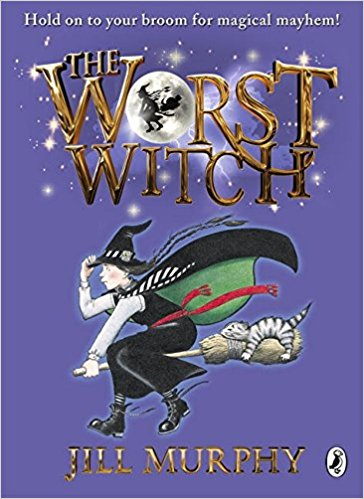 Hold on to your broom for magical mayhem!
THE
WORST
WITCH
JILL MURPHY